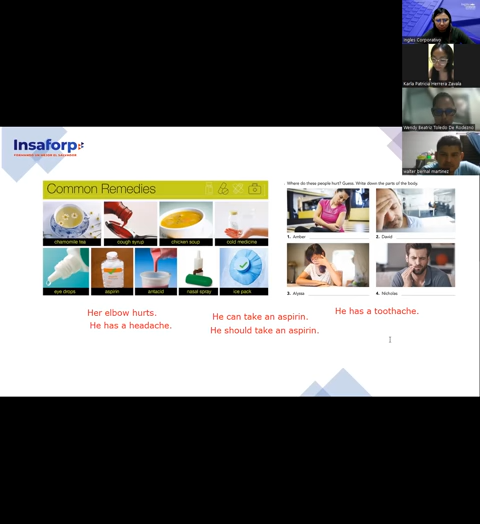 Ingles Corporativo
Karla Patricia Herrera Zavala
Wendy Beatriz Toledo De Rodezno
walter bernal martinez
Insaforp
Common Remedies
chamomile tea
cough syrup
chicken soup
cold medicine
eye drops
aspirin
antacid
nasal spray
ice pack
Where do these people hurt? Guess. Write down the parts of the body.
1. Amber
2. David
3. Alyssa
4. Nicholas
Her elbow hurts.
He has a headache.
He can take an aspirin.
He should take an aspirin.
He has a toothache.